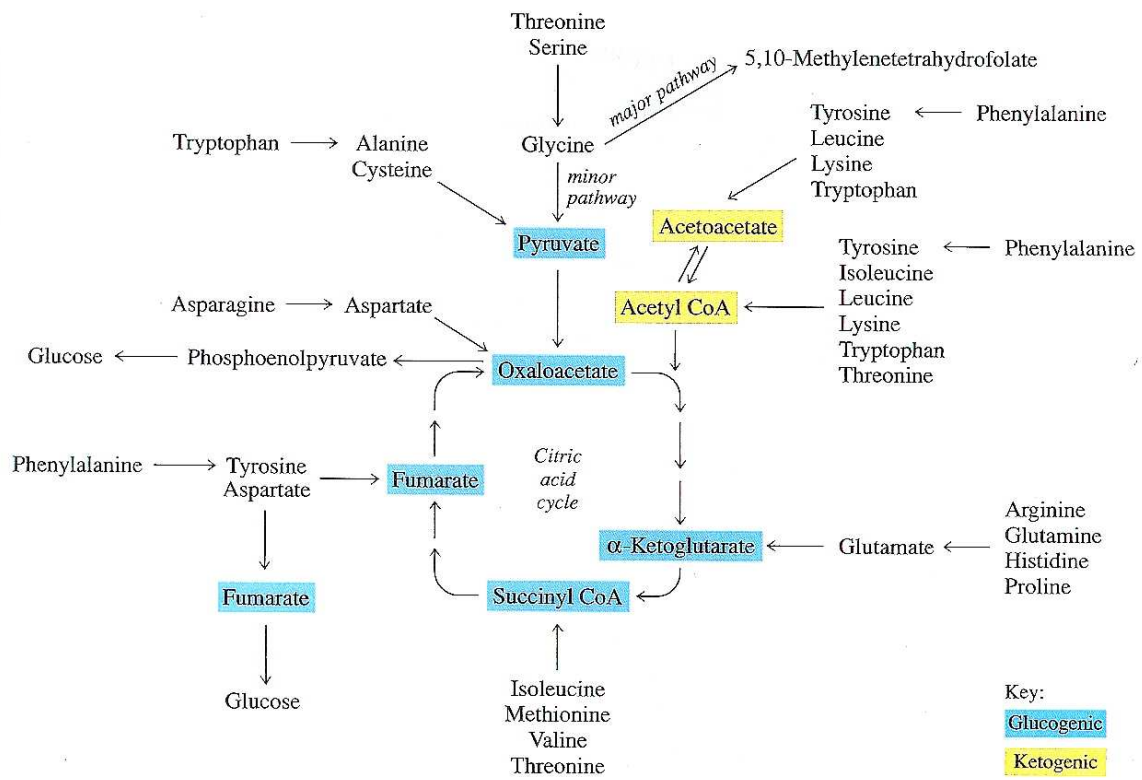 Threonine
Serine
major pathway
5,10-Methylenetetrahydrofolate
Tryptophan
Alanine
Cysteine
Glycine
minor
pathway
Tyrosine
Leucine
Lysine
Tryptophan
Phenylalanine
Pyruvate
Acetoacetate
Tyrosine
Isoleucine
Leucine
Lysine
Tryptophan
Threonine
Phenylalanine
Asparagine
Aspartate
Acetyl CoA
Glucose
Phosphoenolpyruvate
Oxaloacetate
Phenylalanine
Tyrosine
Aspartate
Fumarate
Citric
acid
cycle
α-Ketoglutarate
Glutamate
Arginine
Glutamine
Histidine
Proline
Fumarate
Succinyl CoA
Glucose
Isoleucine
Methionine
Valine
Threonine
Key:
Glucogenic
Ketogenic